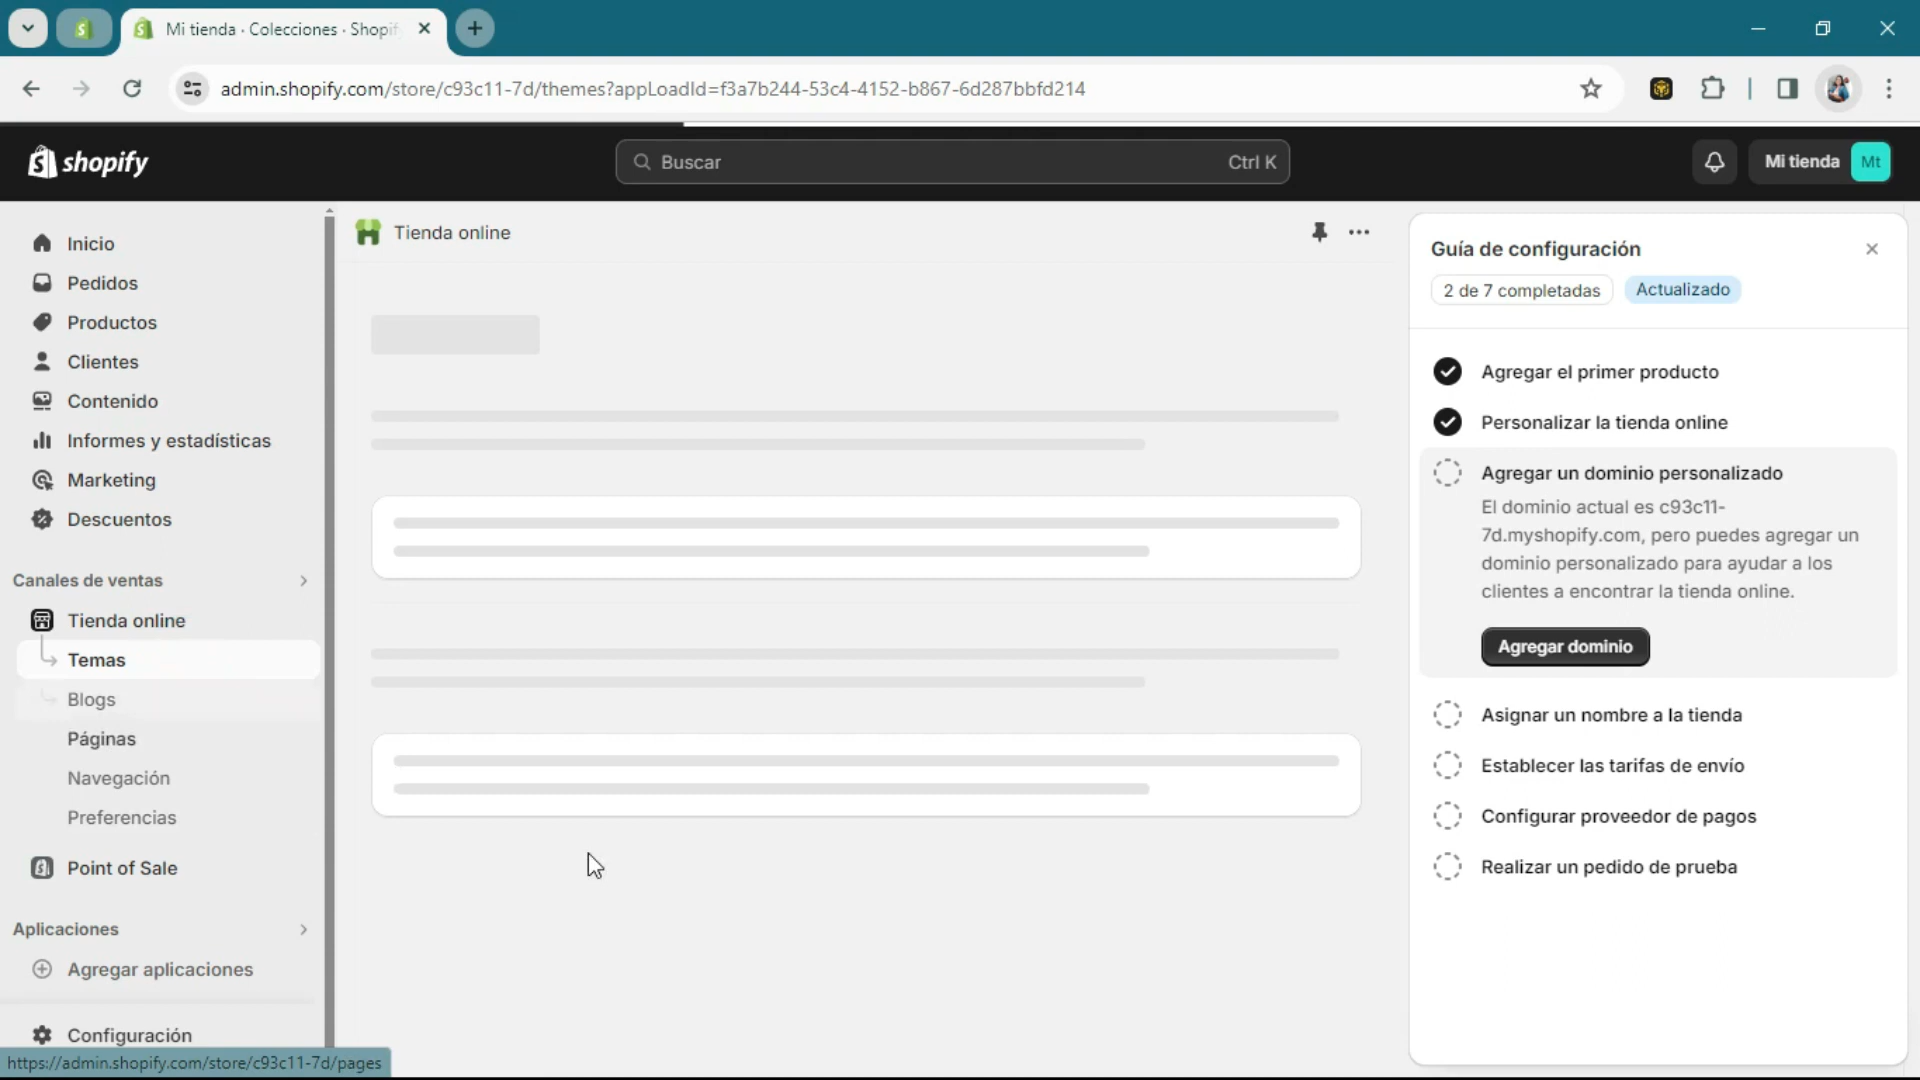 Mi tienda · Colecciones · Shopif
admin.shopify.com/store/c93c11-7d/themes?appLoadId=f3a7b244-53c4-4152-b867-6d287bbfd214
shopify
Buscar
Ctrl K
Mi tienda
Mt
Inicio
Pedidos
Productos
Clientes
Contenido
Informes y estadísticas
Marketing
Descuentos
Canales de ventas
Tienda online
Temas
Blogs
Páginas
Navegación
Preferencias
Point of Sale
Aplicaciones
Agregar aplicaciones
Configuración
https://admin.shopify.com/store/c93c11-7d/pages
Tienda online
Guía de configuración
2 de 7 completadas
Actualizado
Agregar el primer producto
Personalizar la tienda online
Agregar un dominio personalizado
El dominio actual es c93c11-
7d.myshopify.com, pero puedes agregar un
dominio personalizado para ayudar a los
clientes a encontrar la tienda online.
Agregar dominio
Asignar un nombre a la tienda
Establecer las tarifas de envío
Configurar proveedor de pagos
Realizar un pedido de prueba